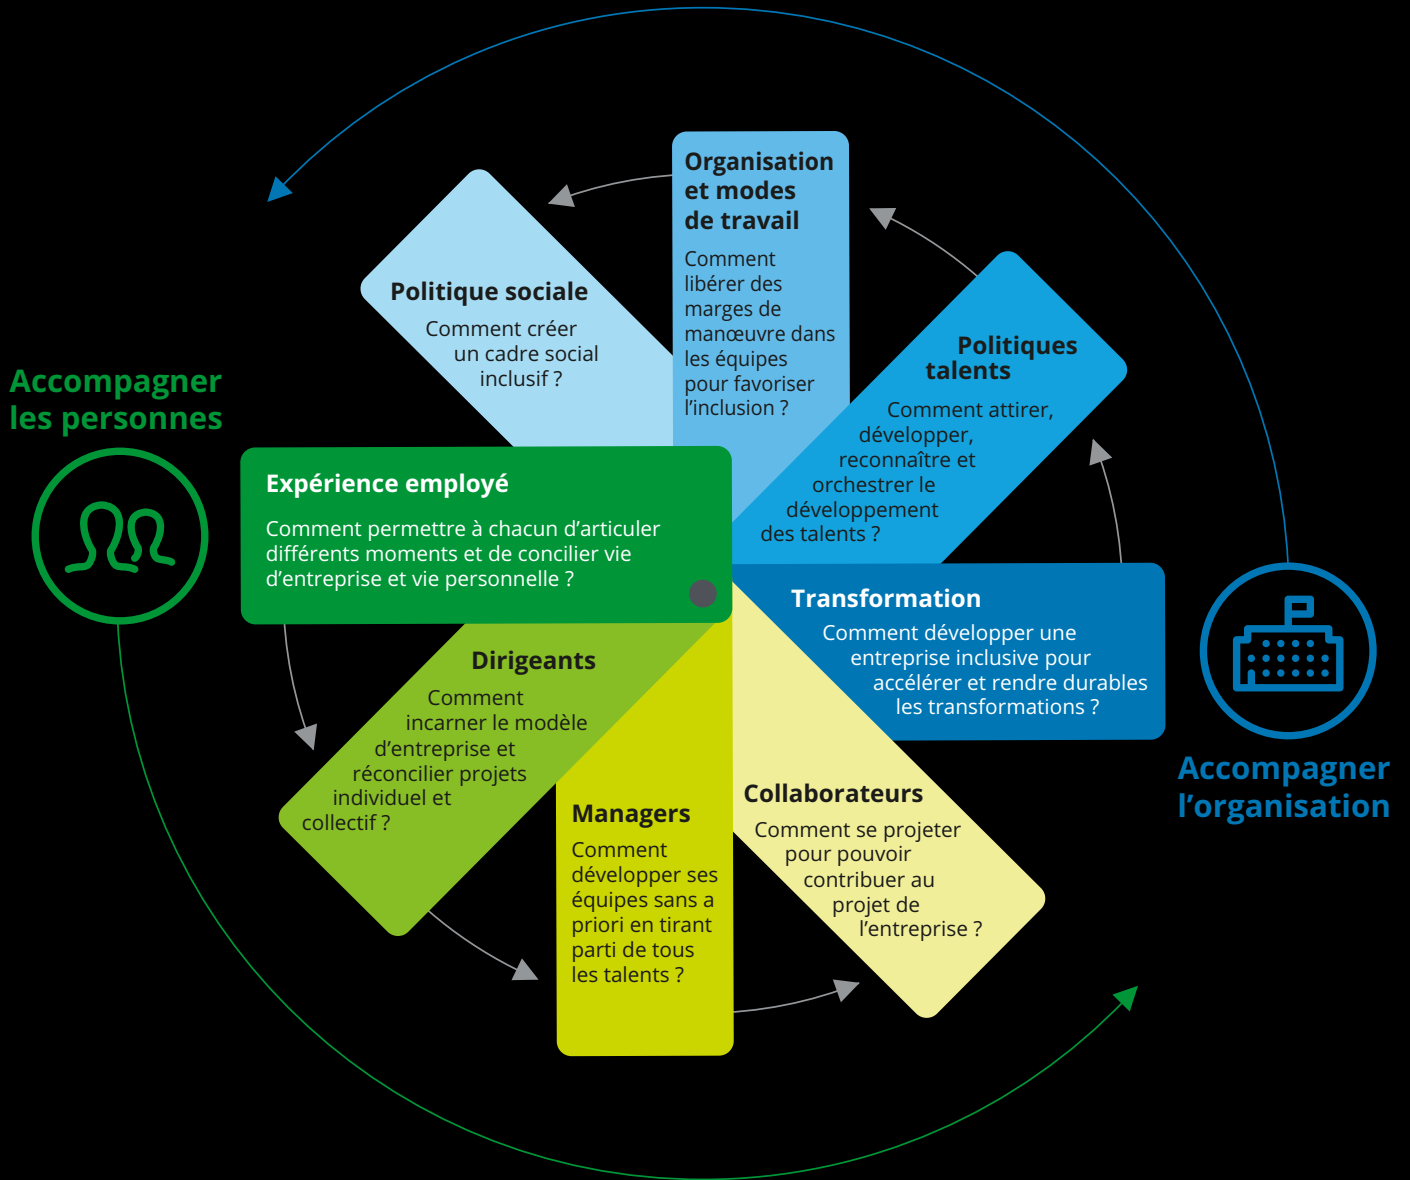 Organisation
et modes
de travail
Comment
libérer des
marges de
manœuvre dans
les équipes
pour favoriser
l’inclusion ?
Politique sociale
Comment créer
un cadre social
inclusif ?
Politiques
talents
Comment attirer,
développer,
reconnaître et
orchestrer le
développement
des talents ?
Accompagner
les personnes
Expérience employé
Comment permettre à chacun d’articuler
différents moments et de concilier vie
d’entreprise et vie personnelle ?
Transformation
Comment développer une
entreprise inclusive pour
accélérer et rendre durables
les transformations ?
Accompagner
l’organisation
Dirigeants
Comment
incarner le modèle
d’entreprise et
réconcilier projets
individuel et
collectif ?
Managers
Comment
développer ses
équipes sans a
priori en tirant
parti de tous
les talents ?
Collaborateurs
Comment se projeter
pour pouvoir
contribuer au
projet de
l’entreprise ?